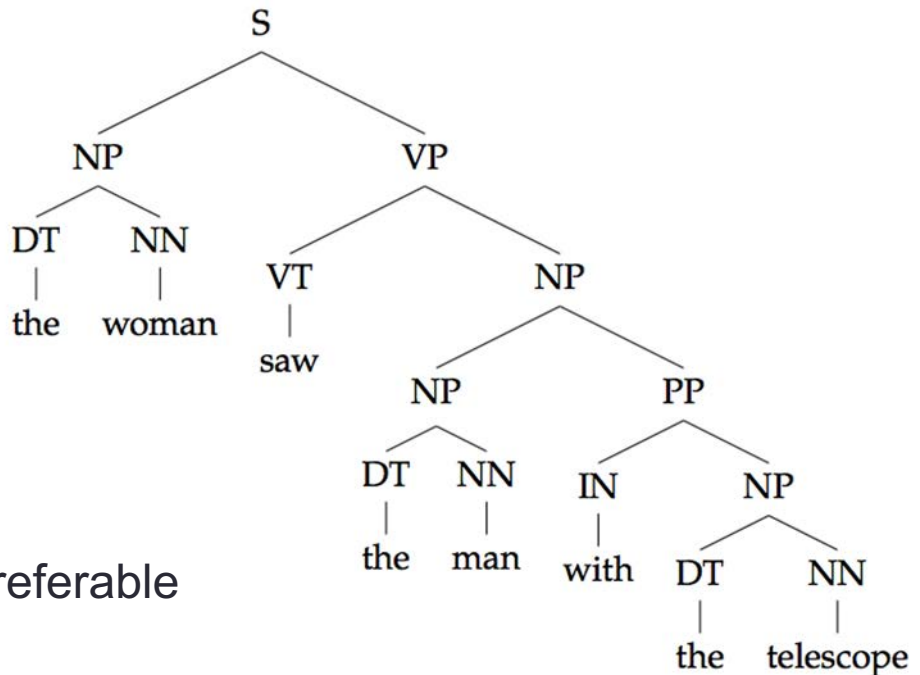 S
NP VP
DT NN VT NP
the woman saw
NP PP
DT NN IN NP
the man with DT NN
referable
the telescope